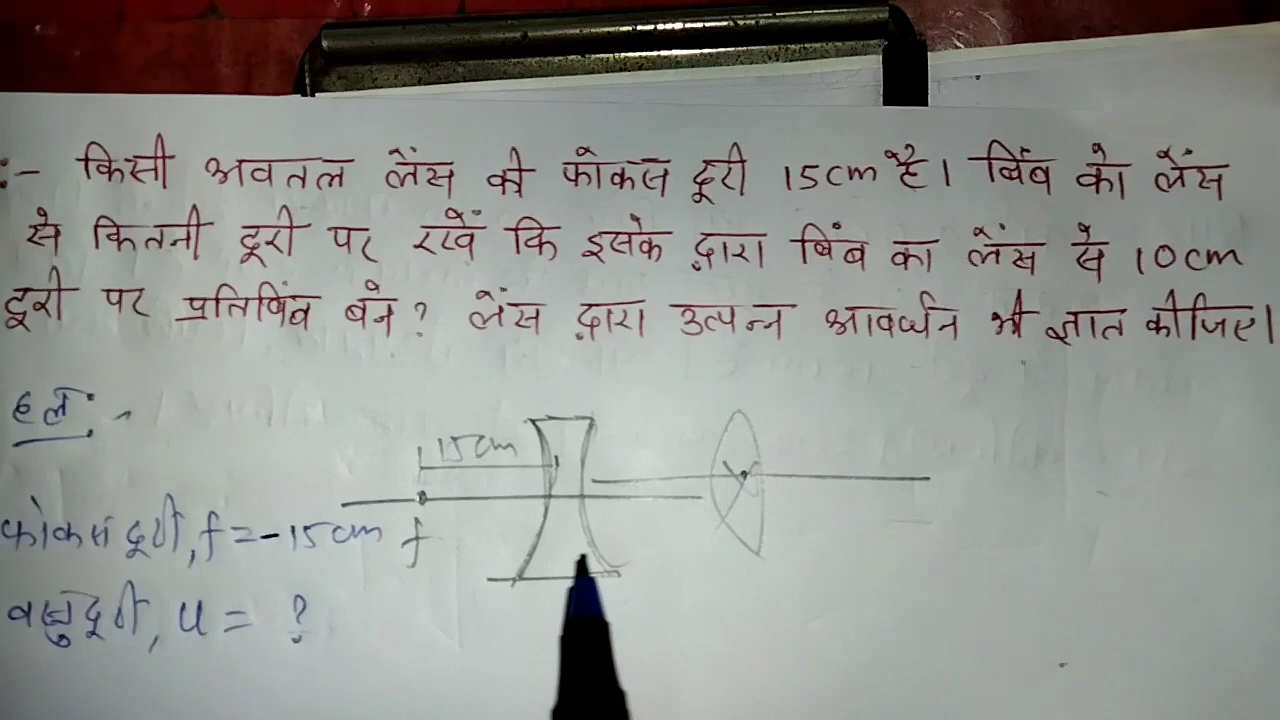 :- किसी अवतल लेंस की फोकस दूरी 15cm है। बिंब को लेंस
से कितनी दूरी पर रखें कि इसके द्वारा बिंब का लेंस से 10cm
दूरी पर प्रतिबिंब बने? लेंस द्वारा उत्पन्न आवर्धन भी ज्ञात कीजिए।
हल:-
15cm
फोकस दूरी, f = -15cm f
वस्तु दूरी, u = ?